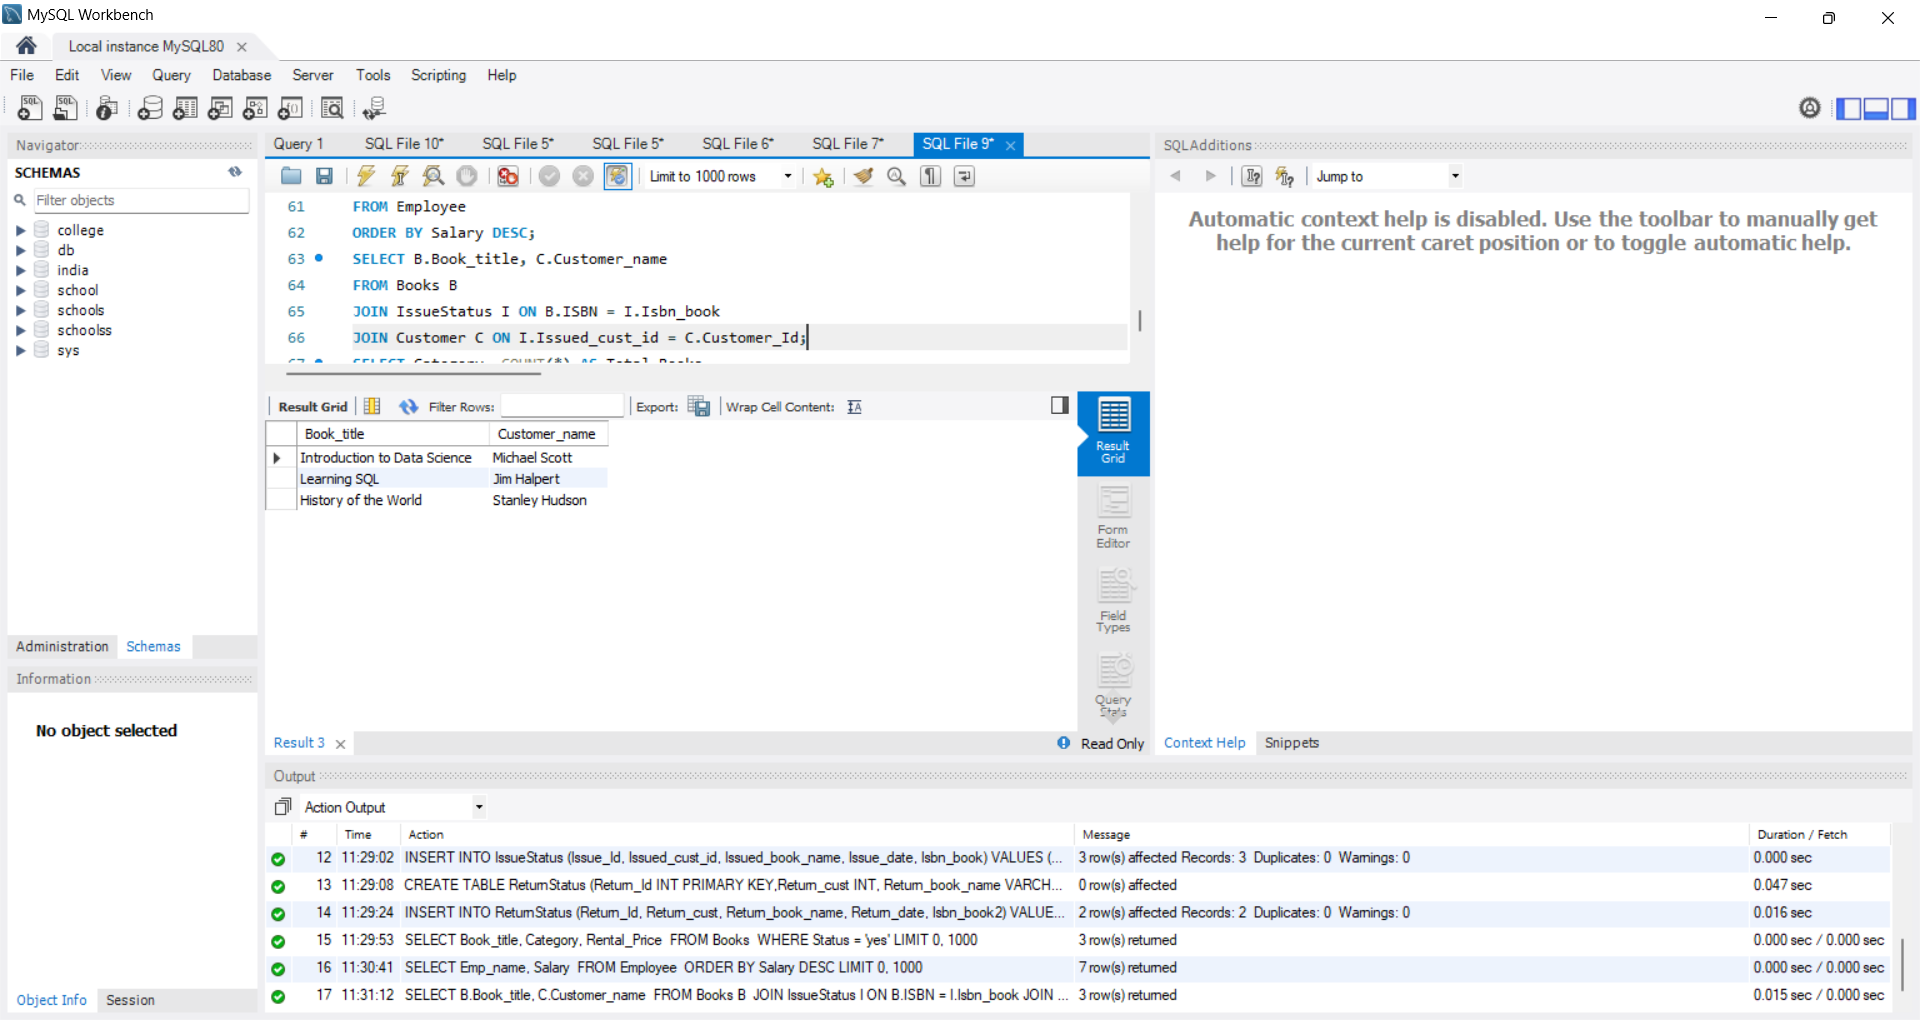 MySQL Workbench
Local instance MySQL80
File Edit View Query Database Server Tools Scripting Help
Navigator
SCHEMAS
Filter objects
college
db
india
school
schools
schoolss
sys
Administration Schemas
Information
No object selected
Object Info Session
Query 1 SQL File 10* SQL File 5* SQL File 5* SQL File 6* SQL File 7* SQL File 9*
Limit to 1000 rows
61 FROM Employee
62 ORDER BY Salary DESC;
63 SELECT B.Book_title, C.Customer_name
64 FROM Books B
65 JOIN IssueStatus I ON B.ISBN = I.Isbn_book
66 JOIN Customer C ON I.Issued_cust_id = C.Customer_Id;
67 SELECT Category, COUNT(*) AS Total_Books
Result Grid Filter Rows: Export: Wrap Cell Content:
Book_title Customer_name
Introduction to Data Science Michael Scott
Learning SQL Jim Halpert
History of the World Stanley Hudson
Result
Grid
Form
Editor
Field
Types
Query
Stats
Result 3 Read Only
SQLAdditions
Jump to
Automatic context help is disabled. Use the toolbar to manually get
help for the current caret position or to toggle automatic help.
Context Help Snippets
Output
Action Output
# Time Action Message Duration / Fetch
12 11:29:02 INSERT INTO IssueStatus (Issue_Id, Issued_cust_id, Issued_book_name, Issue_date, Isbn_book) VALUES (... 3 row(s) affected Records: 3 Duplicates: 0 Warnings: 0 0.000 sec
13 11:29:08 CREATE TABLE ReturnStatus (Return_Id INT PRIMARY KEY,Return_cust INT, Return_book_name VARCH... 0 row(s) affected 0.047 sec
14 11:29:24 INSERT INTO ReturnStatus (Return_Id, Return_cust, Return_book_name, Return_date, Isbn_book2) VALUE... 2 row(s) affected Records: 2 Duplicates: 0 Warnings: 0 0.016 sec
15 11:29:53 SELECT Book_title, Category, Rental_Price FROM Books WHERE Status = 'yes' LIMIT 0, 1000 3 row(s) returned 0.000 sec / 0.000 sec
16 11:30:41 SELECT Emp_name, Salary FROM Employee ORDER BY Salary DESC LIMIT 0, 1000 7 row(s) returned 0.000 sec / 0.000 sec
17 11:31:12 SELECT B.Book_title, C.Customer_name FROM Books B JOIN IssueStatus I ON B.ISBN = I.Isbn_book JOIN ... 3 row(s) returned 0.015 sec / 0.000 sec